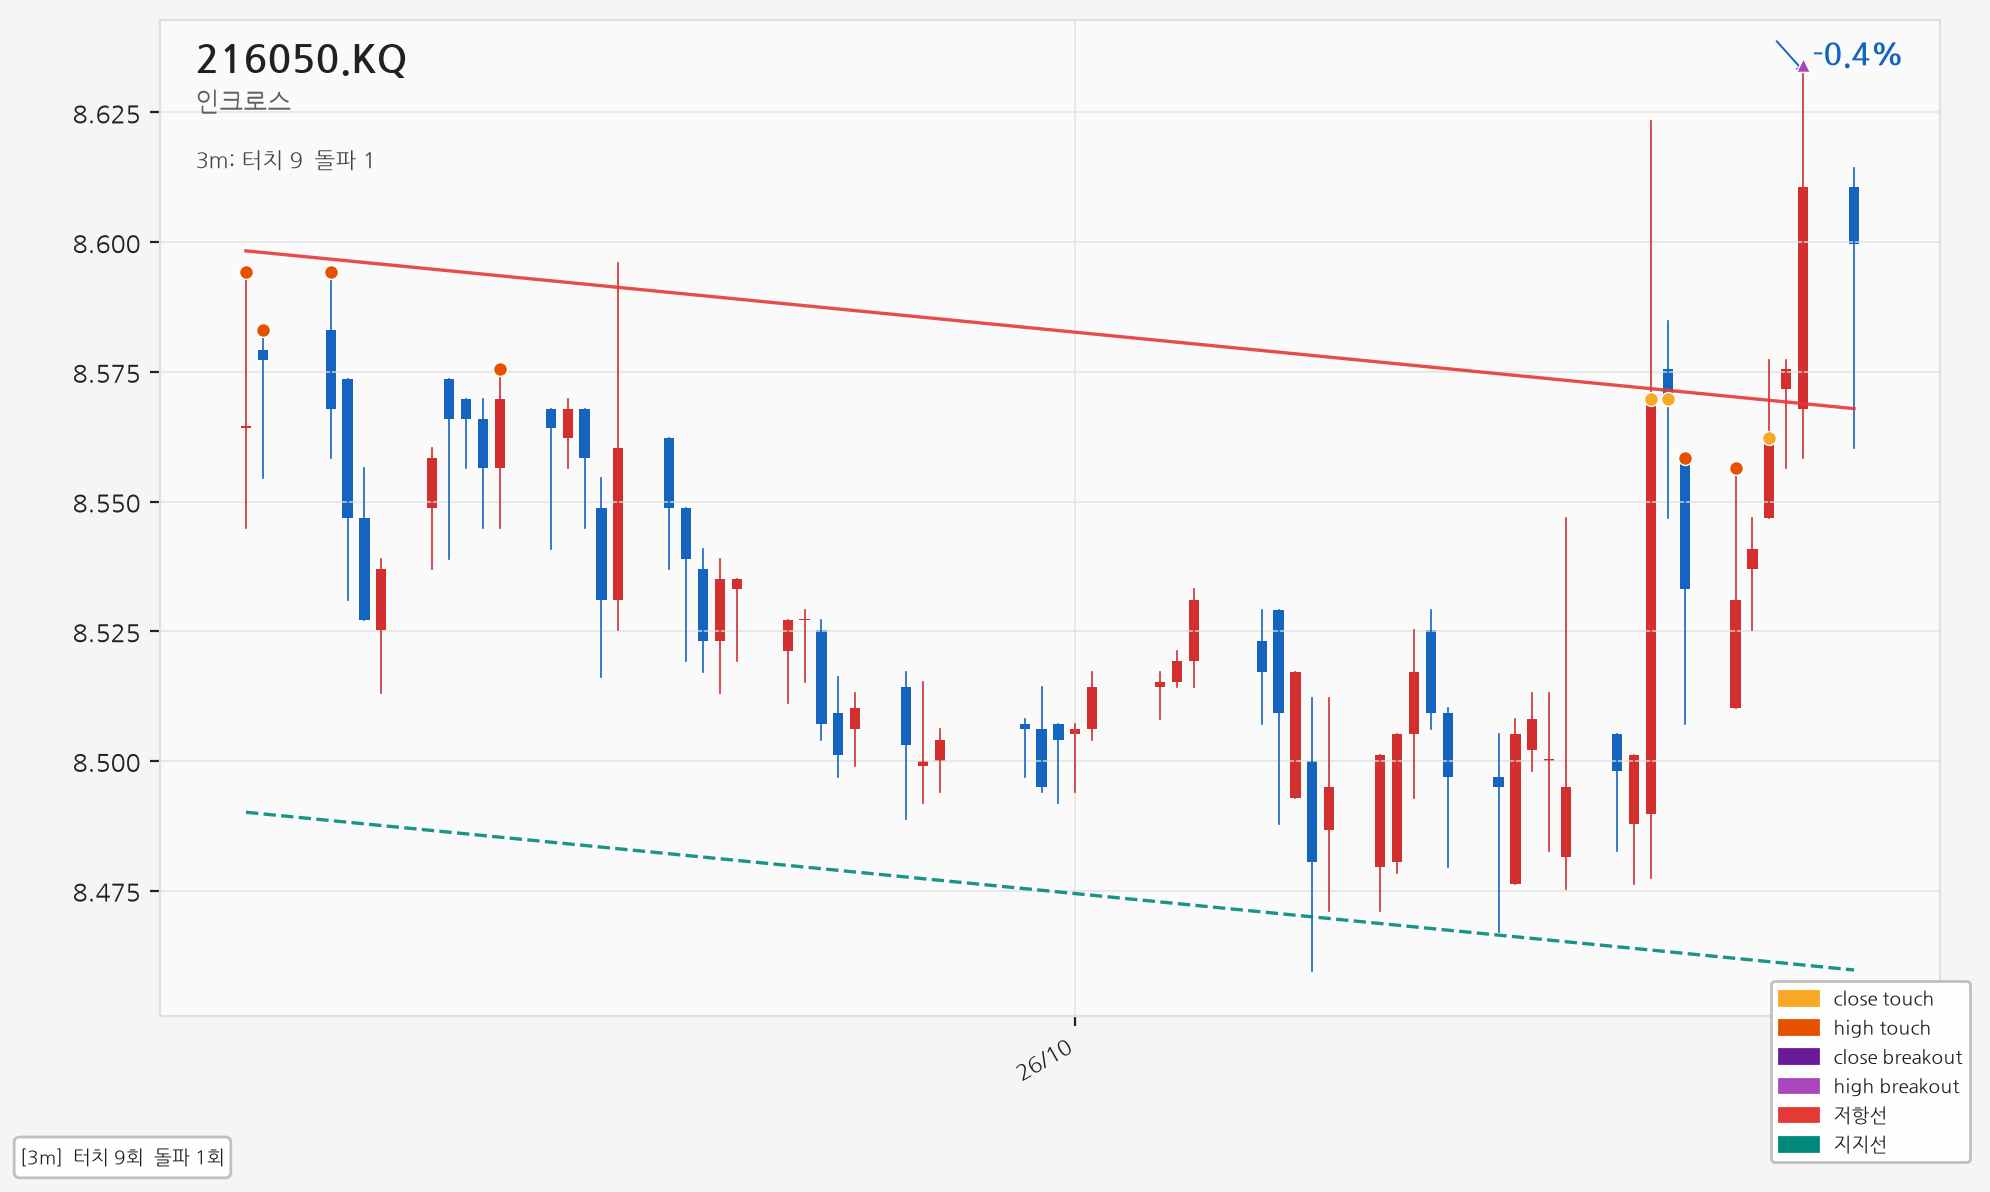 216050.KQ
인크로스
3m: 터치 9 돌파 1
-0.4%
8.625
8.600
8.575
8.550
8.525
8.500
8.475
26/10
close touch
high touch
close breakout
high breakout
저항선
지지선
[3m] 터치 9회 돌파 1회